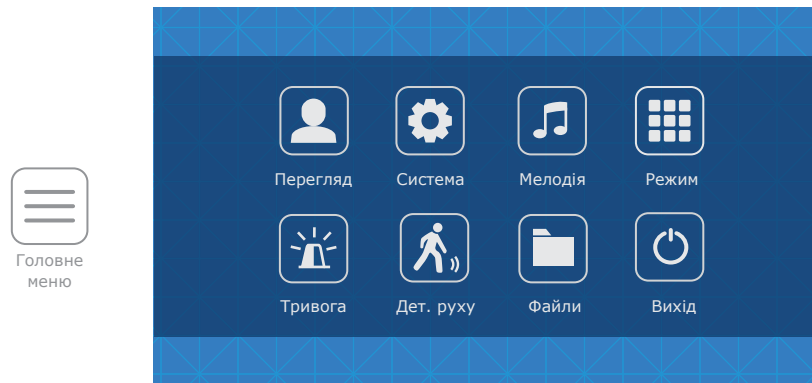 Перегляд Система Мелодія Режим
Головне
меню
Тривога Дет. руху Файли Вихід